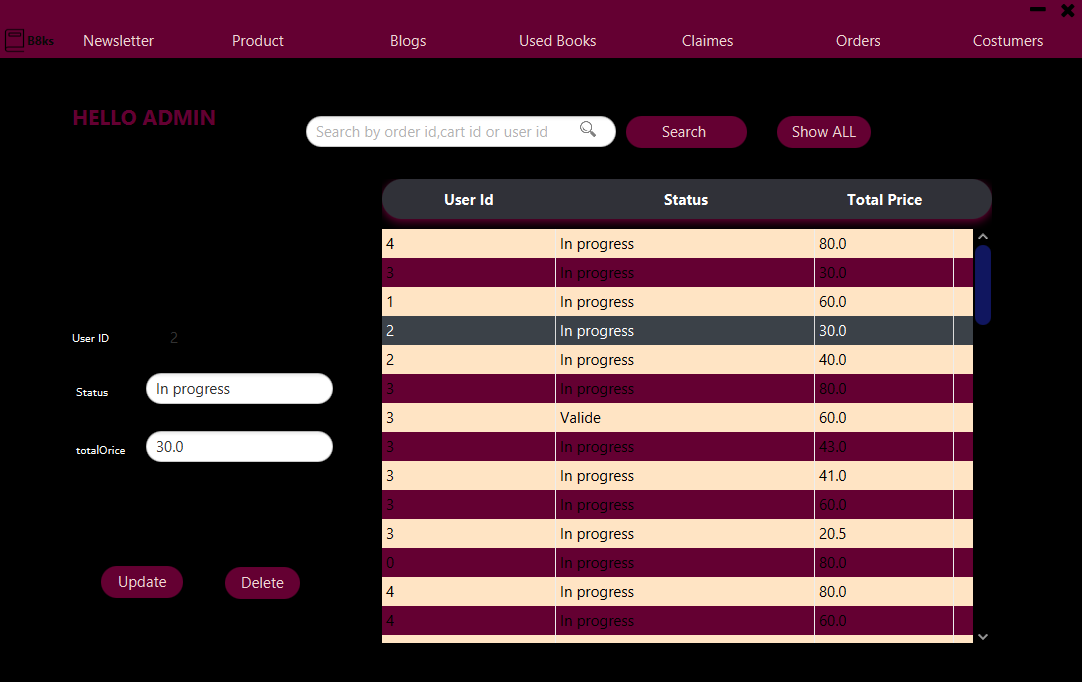 B8ks Newsletter Product Blogs Used Books Claimes Orders Costumers
HELLO ADMIN
Search by order id,cart id or user id Search Show ALL
User Id Status Total Price
4 In progress 80.0
3 In progress 30.0
1 In progress 60.0
2 In progress 30.0
2 In progress 40.0
3 In progress 80.0
3 Valide 60.0
3 In progress 43.0
3 In progress 41.0
3 In progress 60.0
3 In progress 20.5
0 In progress 80.0
4 In progress 80.0
4 In progress 60.0
User ID 2
Status In progress
totalOrice 30.0
Update Delete